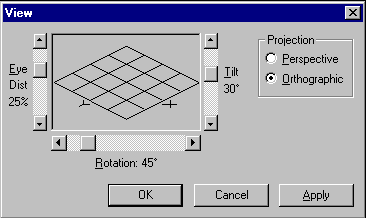 View
Projection
Eye
Dist
25%
Tilt
30°
Perspective
Orthographic
Rotation: 45°
OK
Cancel
Apply